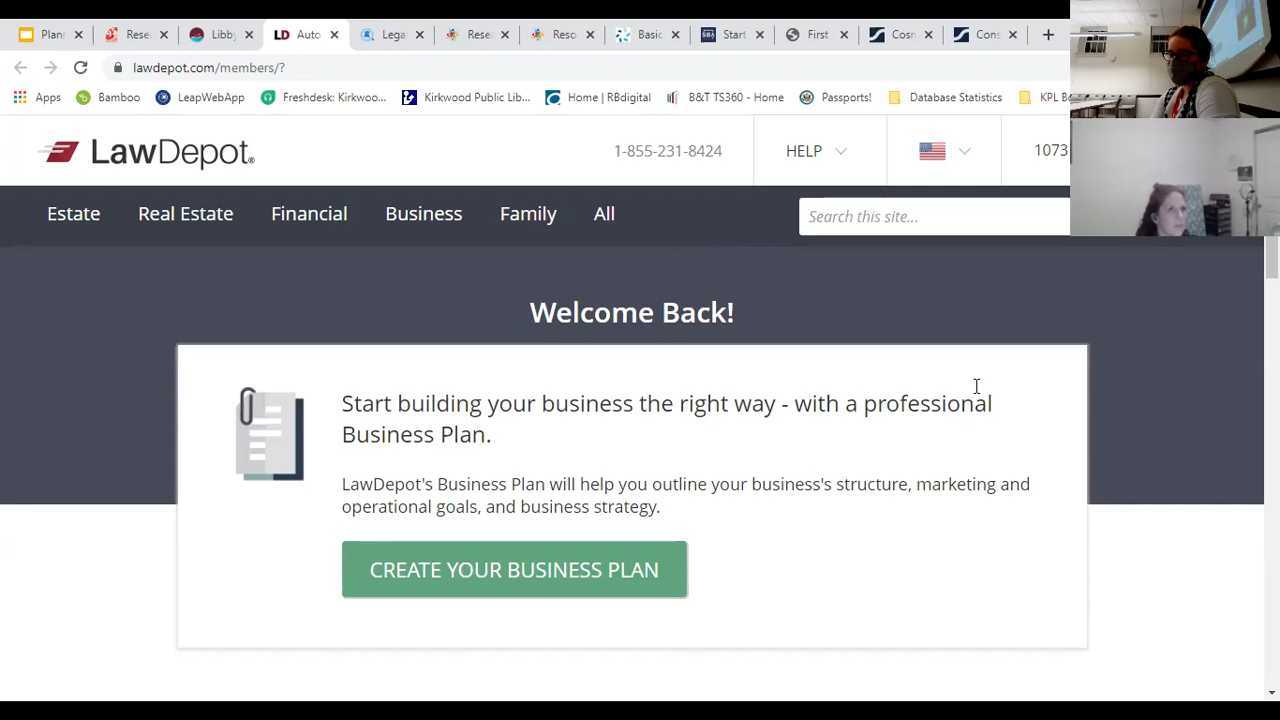 Plan
Rese
Libb
LD Auto
egal
Rese
Reso
Basic
SBA Start
First
Cosn
Cons
lawdepot.com/members/?
Apps
Bamboo
LeapWebApp
Freshdesk: Kirkwoo...
Kirkwood Public Lib...
Home | RBdigital
B&T TS360 - Home
Passports!
Database Statistics
KPL B
LawDepot®
1-855-231-8424
HELP
1073
Estate
Real Estate
Financial
Business
Family
All
Search this site...
Welcome Back!
Start building your business the right way - with a professional
Business Plan.
LawDepot's Business Plan will help you outline your business's structure, marketing and
operational goals, and business strategy.
CREATE YOUR BUSINESS PLAN